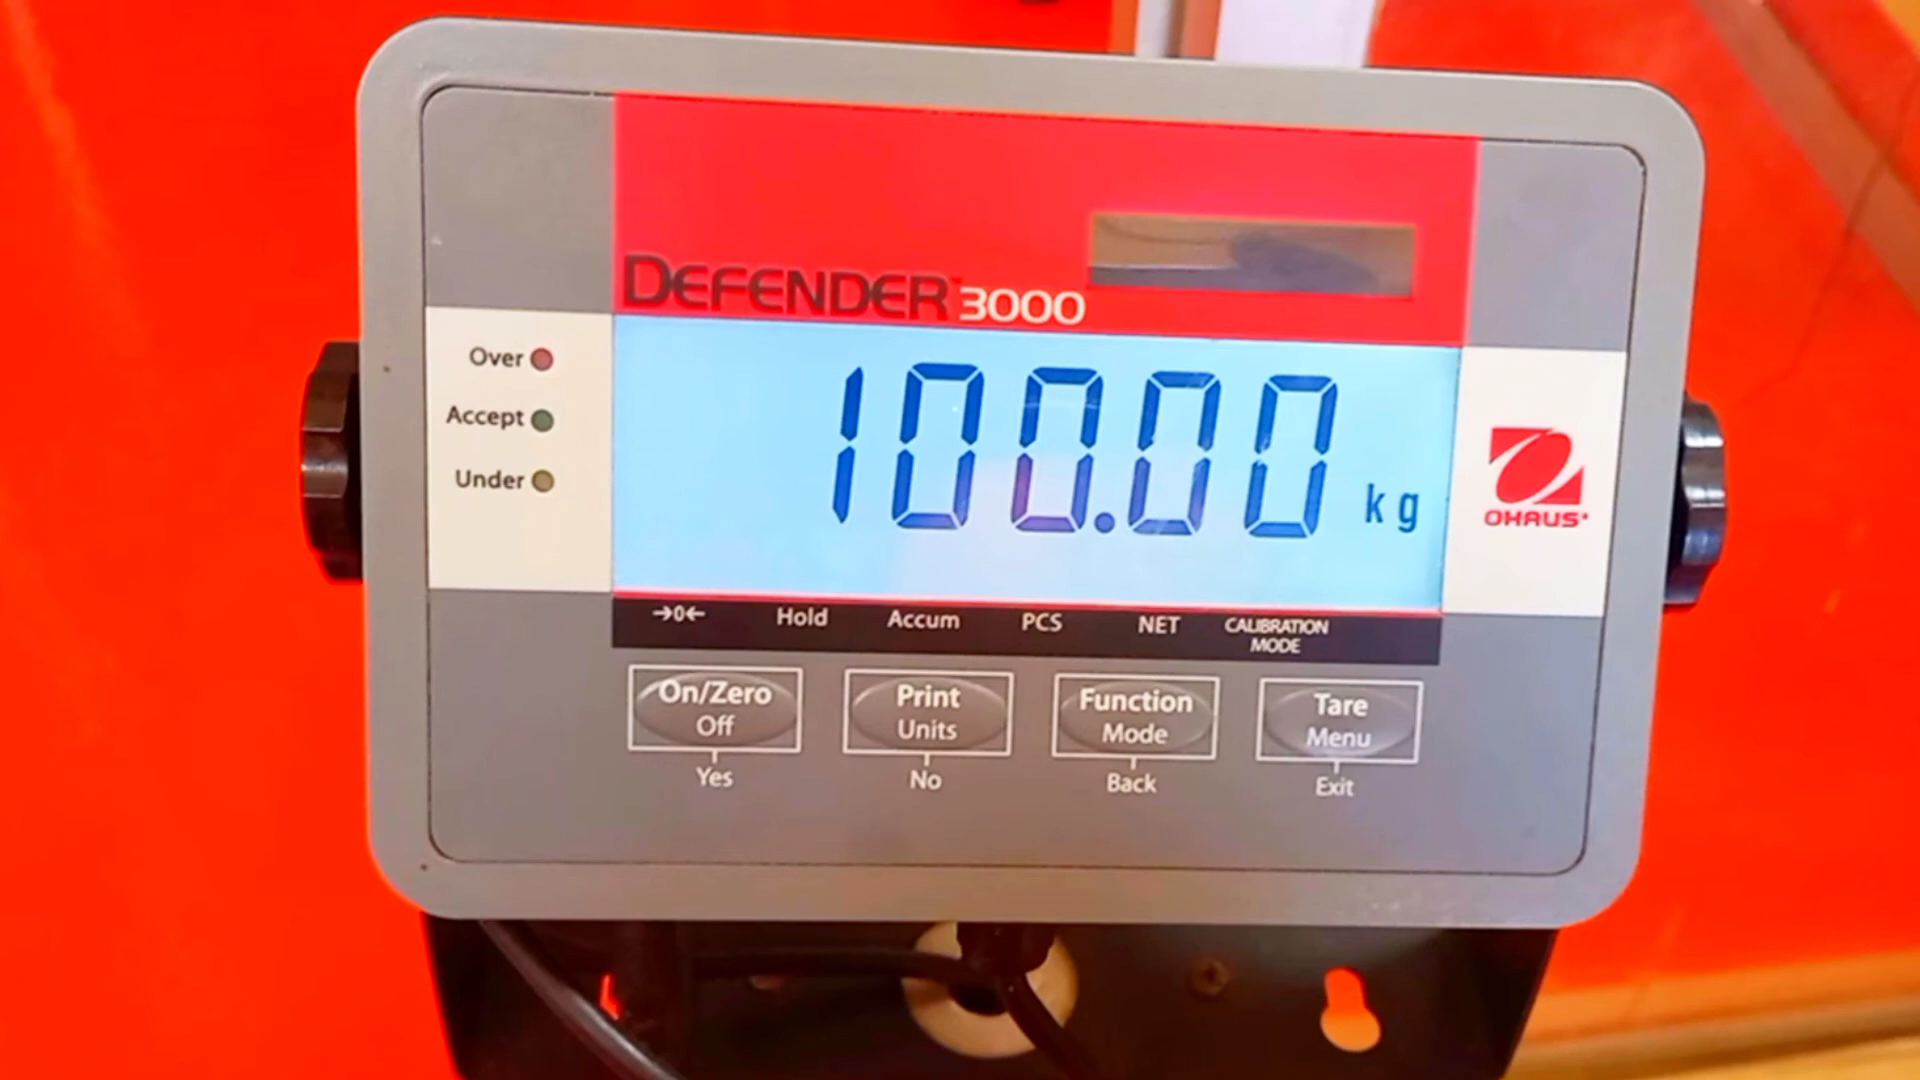 DEFENDER™ 3000
Over
Accept
Under
100.00 kg
OHAUS®
→0← Hold Accum PCS NET CALIBRATION MODE
On/Zero Print Function Tare
Off Units Mode Menu
Yes No Back Exit